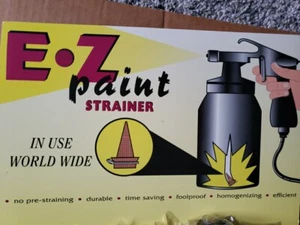 E•Z
paint
STRAINER
IN USE
WORLD WIDE
• no pre-straining • durable • time saving • foolproof • homogenizing • efficient